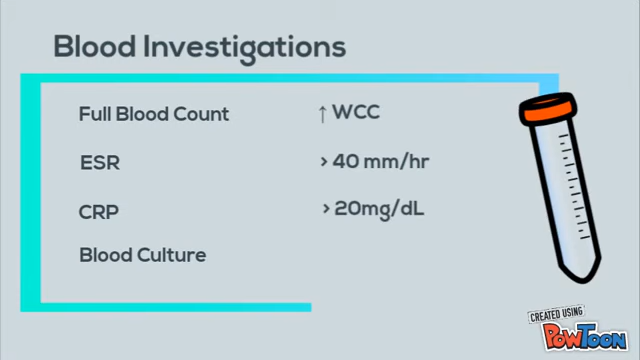 Blood Investigations
Full Blood Count ↑ WCC
ESR > 40 mm/hr
CRP > 20mg/dL
Blood Culture
CREATED USING
POWTOON